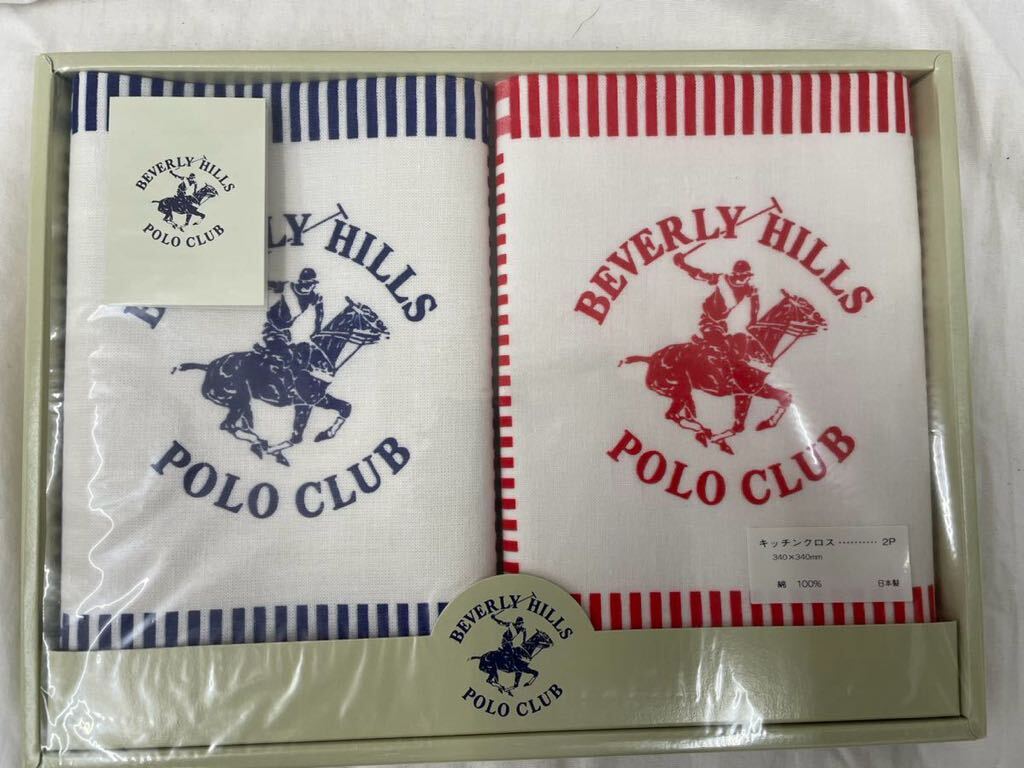 BEVERLY HILLS
POLO CLUB
LY HILLS
POLO CLUB
BEVERLY HILLS
POLO CLUB
キッチンクロス ·········· 2P
340×340mm
綿 100% 日本製
BEVERLY HILLS
POLO CLUB